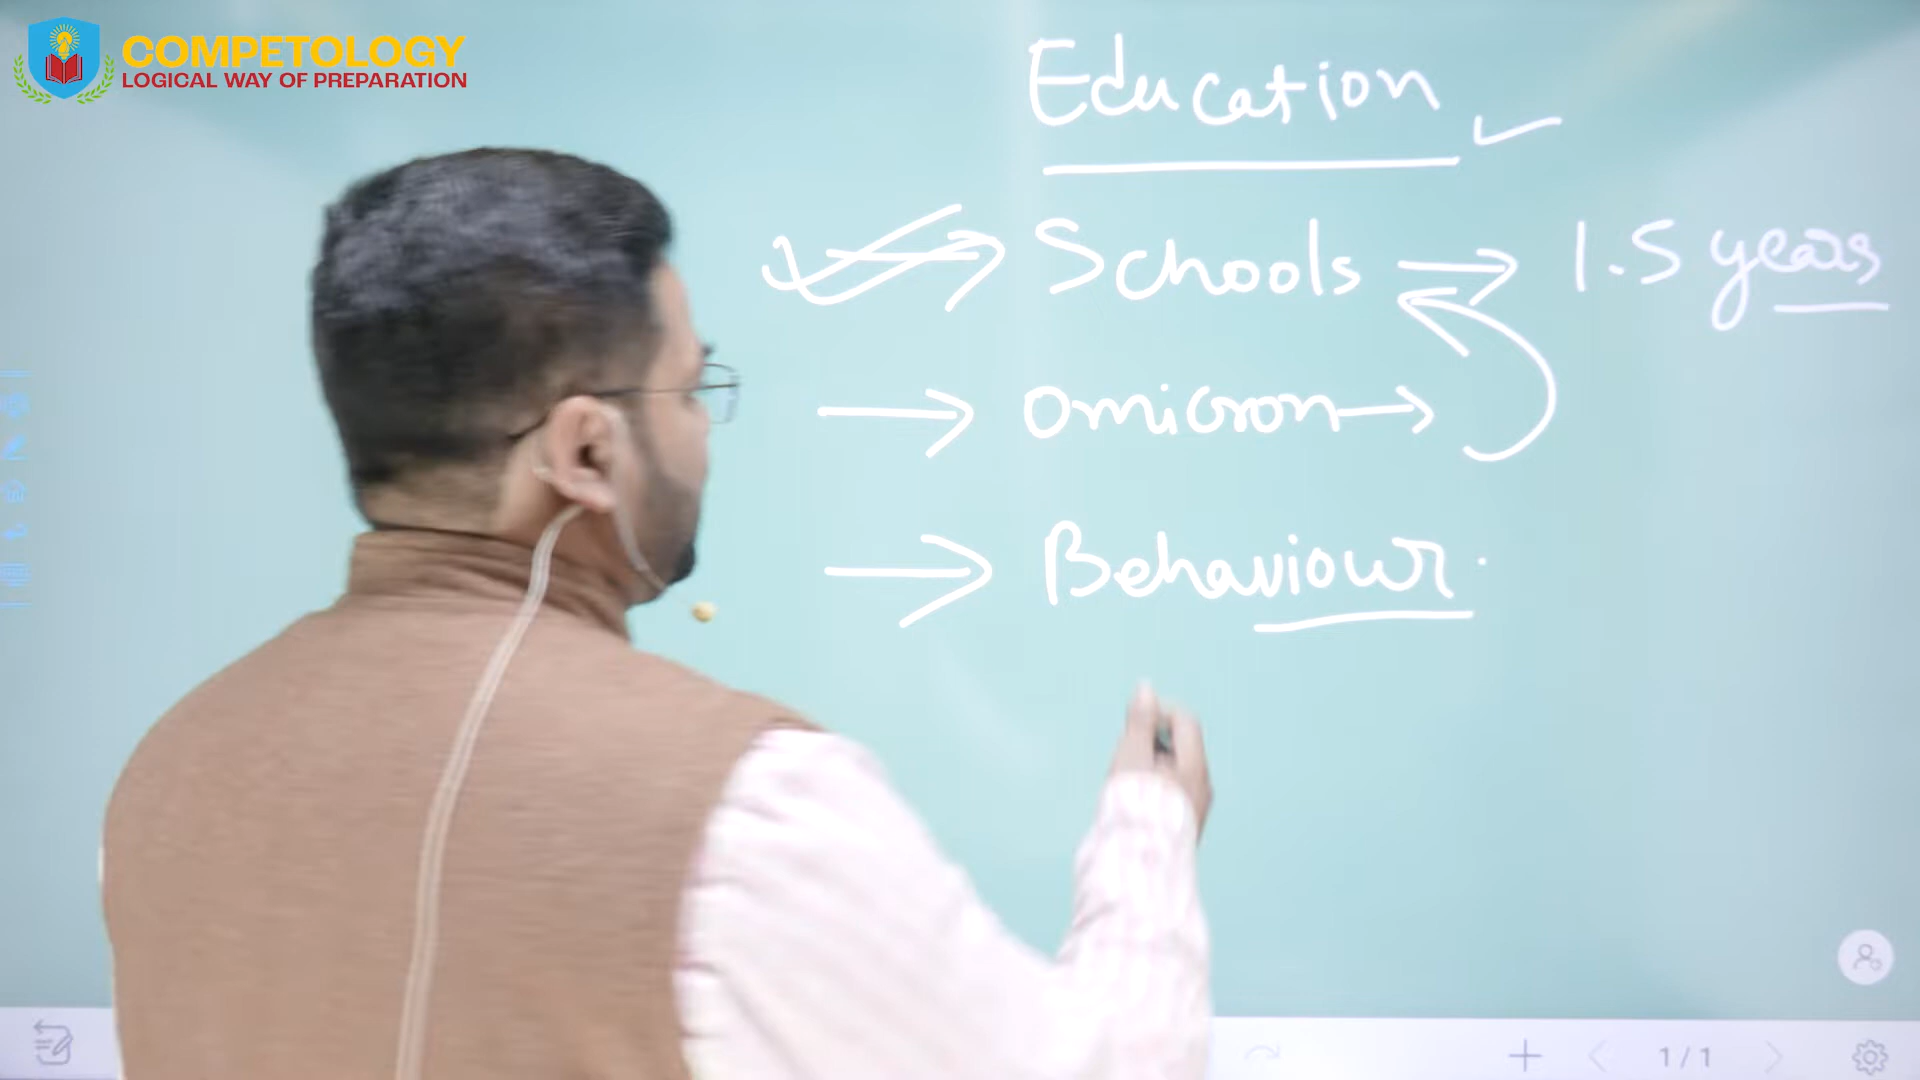 COMPETOLOGY
LOGICAL WAY OF PREPARATION
Education
Schools → 1.5 years
→ Omicron →
→ Behaviour.
1/1